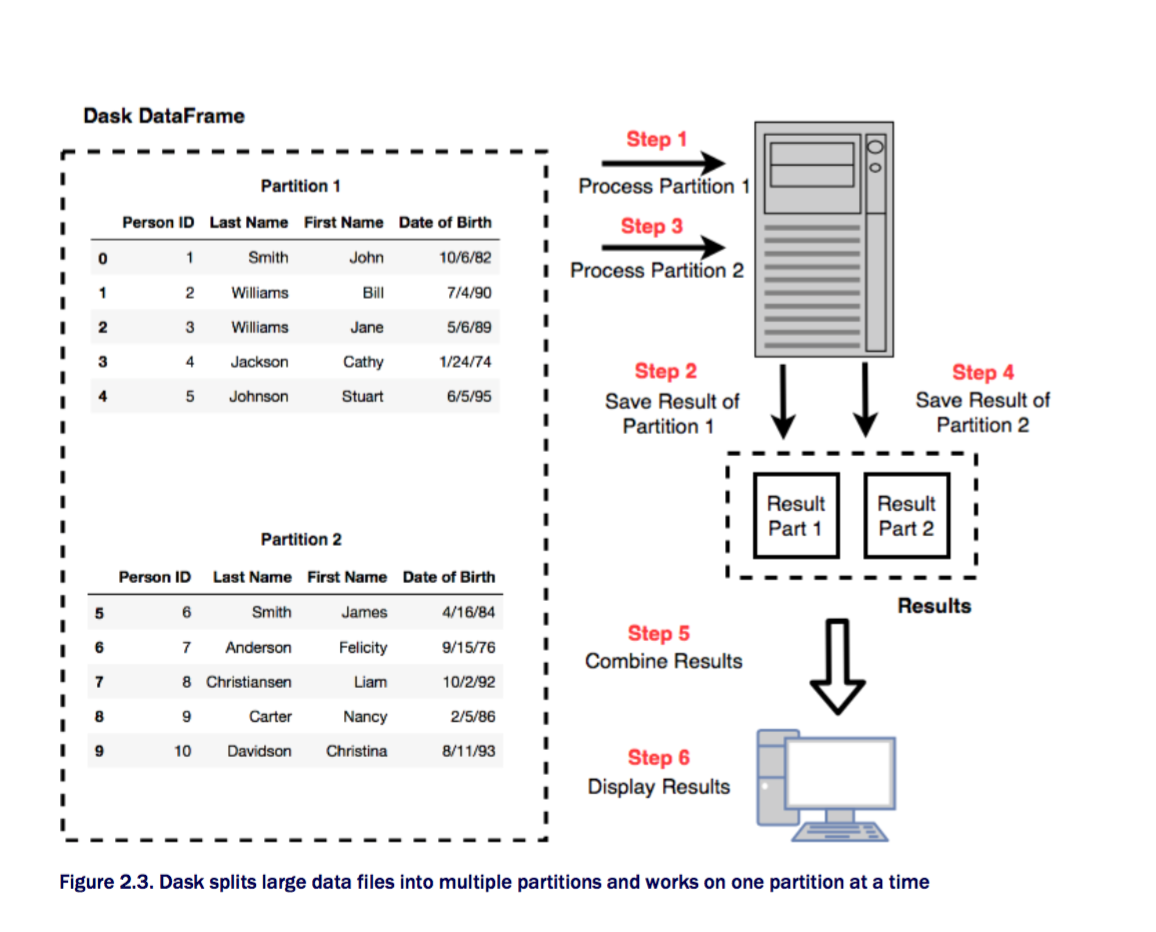 Dask DataFrame
Partition 1
Person ID Last Name First Name Date of Birth
0 1 Smith John 10/6/82
1 2 Williams Bill 7/4/90
2 3 Williams Jane 5/6/89
3 4 Jackson Cathy 1/24/74
4 5 Johnson Stuart 6/5/95
Partition 2
Person ID Last Name First Name Date of Birth
5 6 Smith James 4/16/84
6 7 Anderson Felicity 9/15/76
7 8 Christiansen Liam 10/2/92
8 9 Carter Nancy 2/5/86
9 10 Davidson Christina 8/11/93
Step 1
Process Partition 1
Step 3
Process Partition 2
Step 2
Save Result of
Partition 1
Step 4
Save Result of
Partition 2
Result
Part 1
Result
Part 2
Results
Step 5
Combine Results
Step 6
Display Results
Figure 2.3. Dask splits large data files into multiple partitions and works on one partition at a time